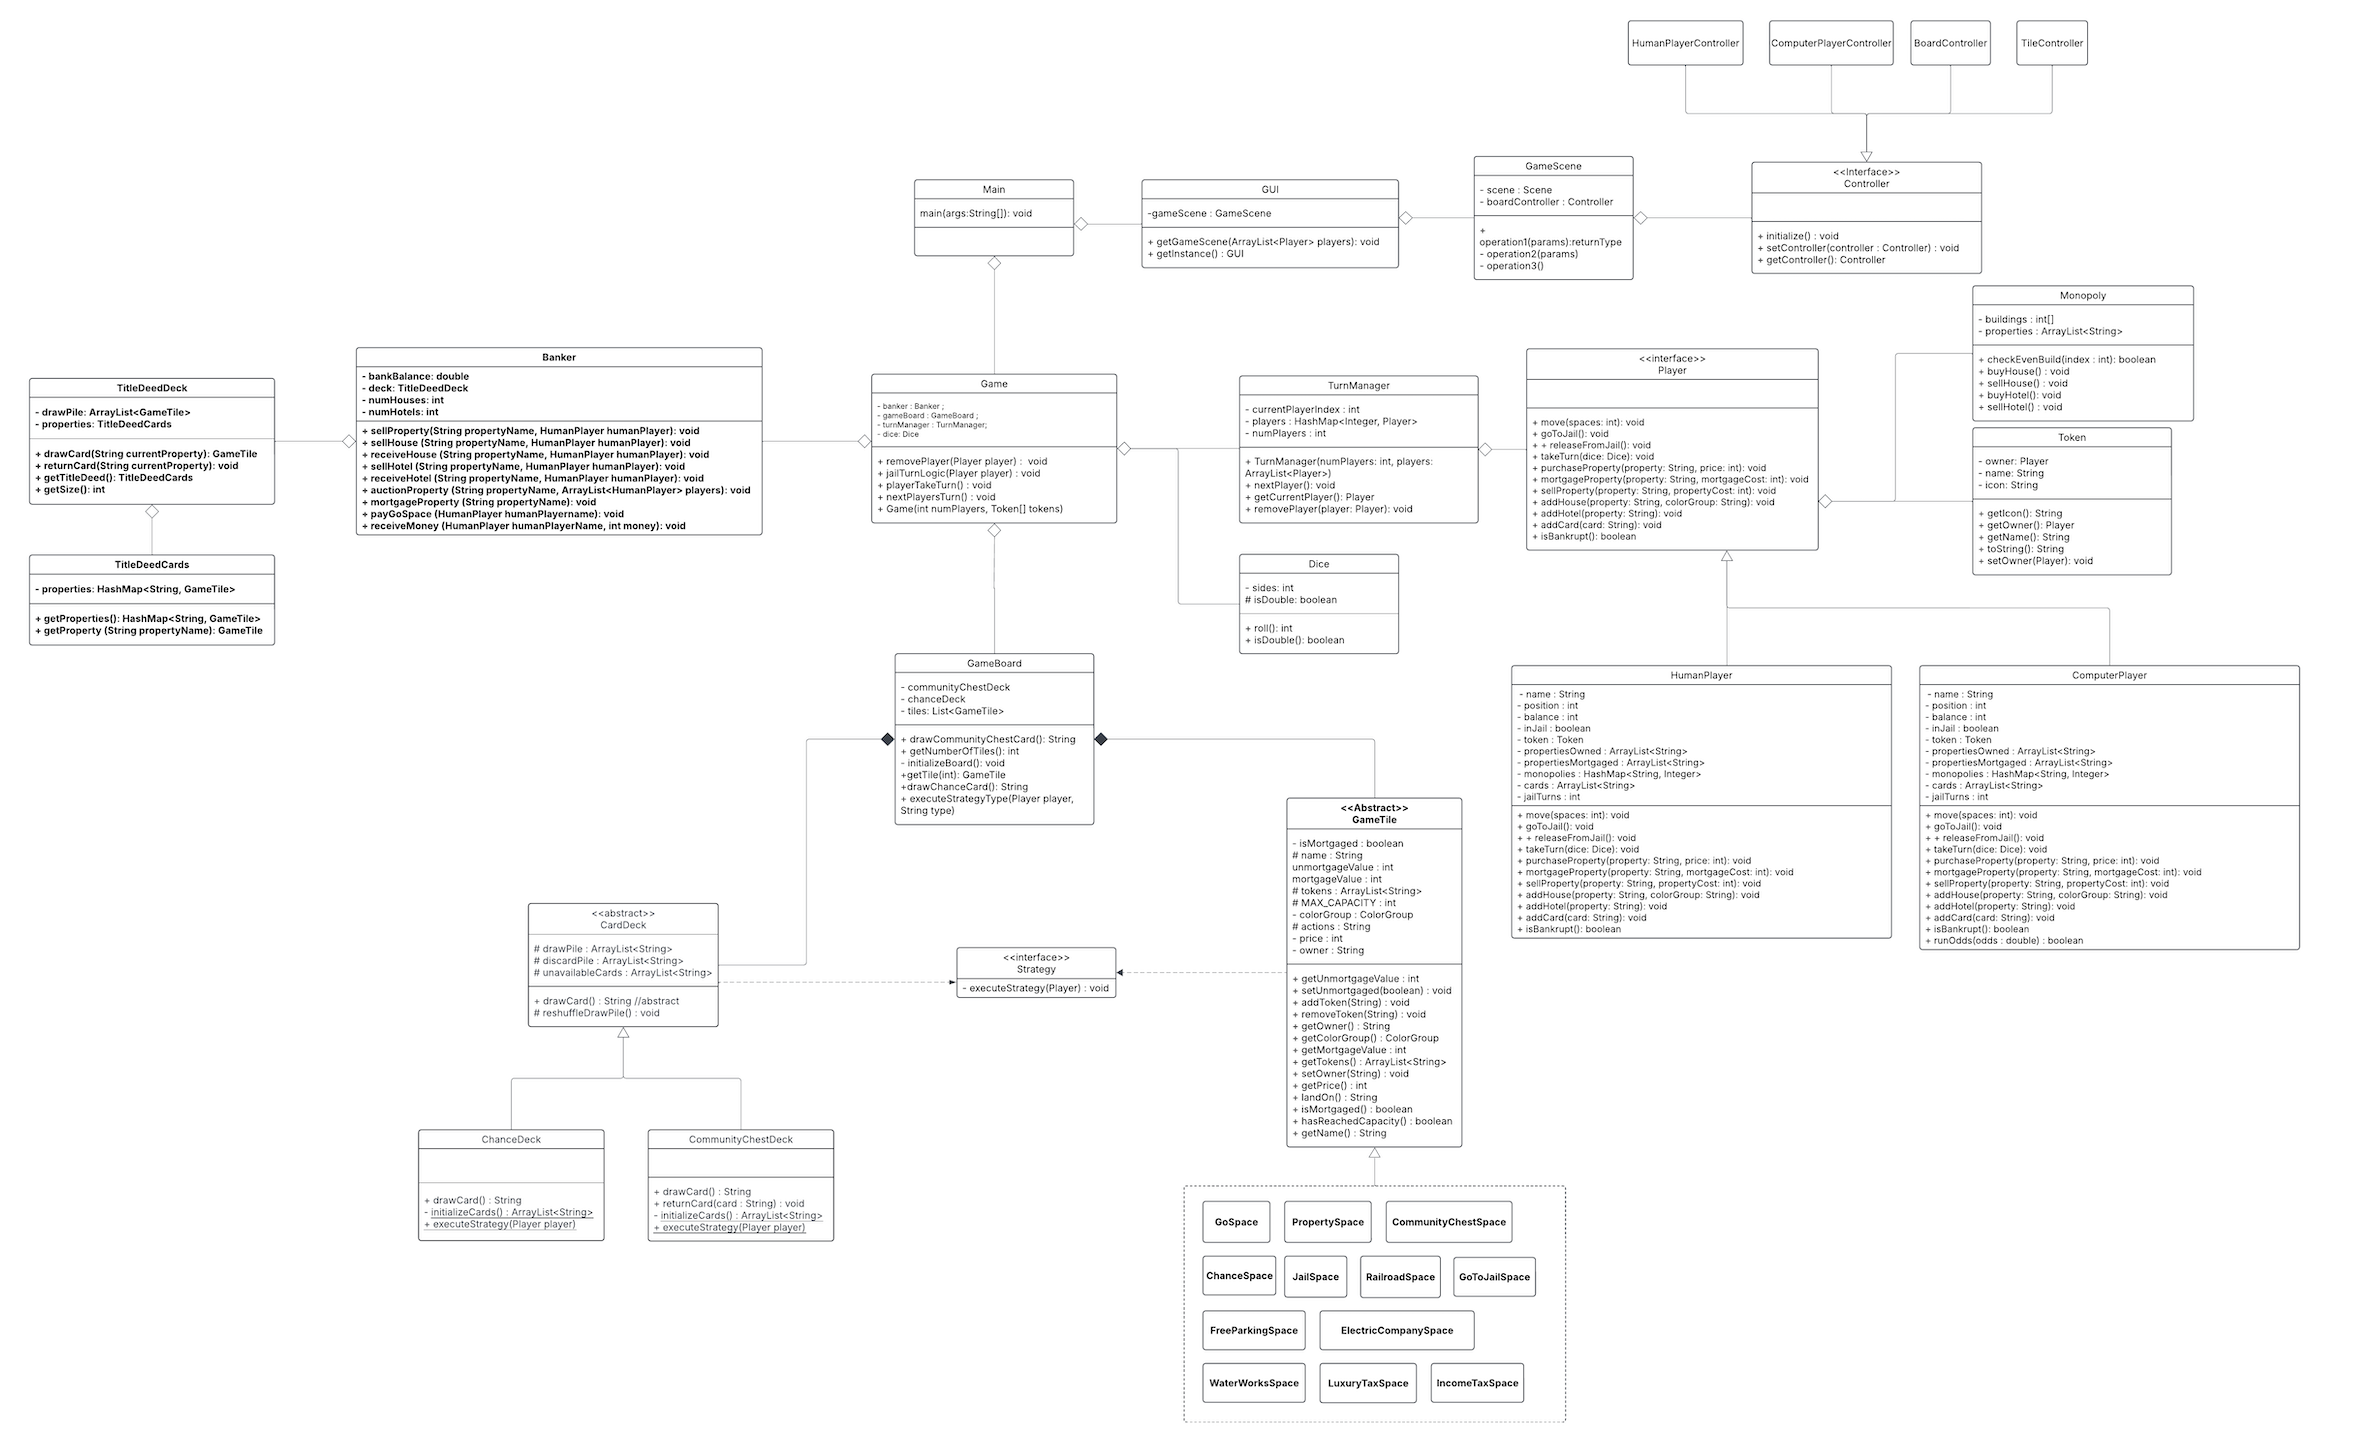 HumanPlayerController
ComputerPlayerController
BoardController
TileController
<<Interface>>
Controller
+ initialize() : void
+ setController(controller : Controller) : void
+ getController(): Controller
GameScene
- scene : Scene
- boardController : Controller
+
operation1(params):returnType
- operation2(params)
- operation3()
GUI
-gameScene : GameScene
+ getGameScene(ArrayList<Player> players): void
+ getInstance() : GUI
Main
main(args:String[]): void
Monopoly
- buildings : int[]
- properties : ArrayList<String>
+ checkEvenBuild(index : int): boolean
+ buyHouse() : void
+ sellHouse() : void
+ buyHotel(): void
+ sellHotel() : void
Token
- owner: Player
- name: String
- icon: String
+ getIcon(): String
+ getOwner(): Player
+ getName(): String
+ toString(): String
+ setOwner(Player): void
<<interface>>
Player
+ move(spaces: int): void
+ goToJail(): void
+ + releaseFromJail(): void
+ takeTurn(dice: Dice): void
+ purchaseProperty(property: String, price: int): void
+ mortgageProperty(property: String, mortgageCost: int): void
+ sellProperty(property: String, propertyCost: int): void
+ addHouse(property: String, colorGroup: String): void
+ addHotel(property: String): void
+ addCard(card: String): void
+ isBankrupt(): boolean
TurnManager
- currentPlayerIndex : int
- players : HashMap<Integer, Player>
- numPlayers : int
+ TurnManager(numPlayers: int, players:
ArrayList<Player>)
+ nextPlayer(): void
+ getCurrentPlayer(): Player
+ removePlayer(player: Player): void
Game
- banker : Banker ;
- gameBoard : GameBoard ;
- turnManager : TurnManager;
- dice: Dice
+ removePlayer(Player player) :  void
+ jailTurnLogic(Player player) : void
+ playerTakeTurn() : void
+ nextPlayersTurn() : void
+ Game(int numPlayers, Token[] tokens)
Banker
- bankBalance: double
- deck: TitleDeedDeck
- numHouses: int
- numHotels: int
+ sellProperty(String propertyName, HumanPlayer humanPlayer): void
+ sellHouse (String propertyName, HumanPlayer humanPlayer): void
+ receiveHouse (String propertyName, HumanPlayer humanPlayer): void
+ sellHotel (String propertyName, HumanPlayer humanPlayer): void
+ receiveHotel (String propertyName, HumanPlayer humanPlayer): void
+ auctionProperty (String propertyName, ArrayList<HumanPlayer> players): void
+ mortgageProperty (String propertyName): void
+ payGoSpace (HumanPlayer humanPlayername): void
+ receiveMoney (HumanPlayer humanPlayerName, int money): void
TitleDeedDeck
- drawPile: ArrayList<GameTile>
- properties: TitleDeedCards
+ drawCard(String currentProperty): GameTile
+ returnCard(String currentProperty): void
+ getTitleDeed(): TitleDeedCards
+ getSize(): int
TitleDeedCards
- properties: HashMap<String, GameTile>
+ getProperties(): HashMap<String, GameTile>
+ getProperty (String propertyName): GameTile
Dice
- sides: int
# isDouble: boolean
+ roll(): int
+ isDouble(): boolean
GameBoard
- communityChestDeck
- chanceDeck
- tiles: List<GameTile>
+ drawCommunityChestCard(): String
+ getNumberOfTiles(): int
- initializeBoard(): void
+getTile(int): GameTile
+drawChanceCard(): String
+ executeStrategyType(Player player,
String type)
HumanPlayer
- name : String
- position : int
- balance : int
- inJail : boolean
- token : Token
- propertiesOwned : ArrayList<String>
- propertiesMortgaged : ArrayList<String>
- monopolies : HashMap<String, Integer>
- cards : ArrayList<String>
- jailTurns : int
+ move(spaces: int): void
+ goToJail(): void
+ + releaseFromJail(): void
+ takeTurn(dice: Dice): void
+ purchaseProperty(property: String, price: int): void
+ mortgageProperty(property: String, mortgageCost: int): void
+ sellProperty(property: String, propertyCost: int): void
+ addHouse(property: String, colorGroup: String): void
+ addHotel(property: String): void
+ addCard(card: String): void
+ isBankrupt(): boolean
ComputerPlayer
- name : String
- position : int
- balance : int
- inJail : boolean
- token : Token
- propertiesOwned : ArrayList<String>
- propertiesMortgaged : ArrayList<String>
- monopolies : HashMap<String, Integer>
- cards : ArrayList<String>
- jailTurns : int
+ move(spaces: int): void
+ goToJail(): void
+ + releaseFromJail(): void
+ takeTurn(dice: Dice): void
+ purchaseProperty(property: String, price: int): void
+ mortgageProperty(property: String, mortgageCost: int): void
+ sellProperty(property: String, propertyCost: int): void
+ addHouse(property: String, colorGroup: String): void
+ addHotel(property: String): void
+ addCard(card: String): void
+ isBankrupt(): boolean
+ runOdds(odds : double) : boolean
<<Abstract>>
GameTile
- isMortgaged : boolean
# name : String
unmortgageValue : int
mortgageValue : int
# tokens : ArrayList<String>
# MAX_CAPACITY : int
- colorGroup : ColorGroup
# actions : String
- price : int
- owner : String
+ getUnmortgageValue : int
+ setUnmortgaged(boolean) : void
+ addToken(String) : void
+ removeToken(String) : void
+ getOwner() : String
+ getColorGroup() : ColorGroup
+ getMortgageValue : int
+ getTokens() : ArrayList<String>
+ setOwner(String) : void
+ getPrice() : int
+ landOn() : String
+ isMortgaged() : boolean
+ hasReachedCapacity() : boolean
+ getName() : String
<<abstract>>
CardDeck
# drawPile : ArrayList<String>
# discardPile : ArrayList<String>
# unavailableCards : ArrayList<String>
+ drawCard() : String //abstract
# reshuffleDrawPile() : void
<<interface>>
Strategy
- executeStrategy(Player) : void
ChanceDeck
+ drawCard() : String
- initializeCards() : ArrayList<String>
+ executeStrategy(Player player)
CommunityChestDeck
+ drawCard() : String
+ returnCard(card : String) : void
- initializeCards() : ArrayList<String>
+ executeStrategy(Player player)
GoSpace
PropertySpace
CommunityChestSpace
ChanceSpace
JailSpace
RailroadSpace
GoToJailSpace
FreeParkingSpace
ElectricCompanySpace
WaterWorksSpace
LuxuryTaxSpace
IncomeTaxSpace